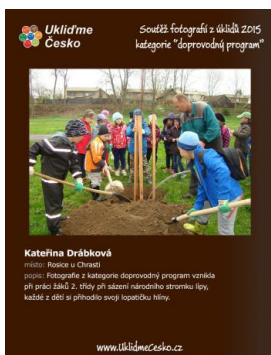 Ukliďme
Česko
Soutěž fotografií z úklidů 2015
kategorie "doprovodný program"
Kateřina Drábková
místo: Rosice u Chrasti
popis: Fotografie z kategorie doprovodný program vznikla
při práci žáků 2. třídy při sázení národního stromku lípy,
každé z dětí si přihodilo svoji lopatičku hlíny.
www.UklidmeCesko.cz